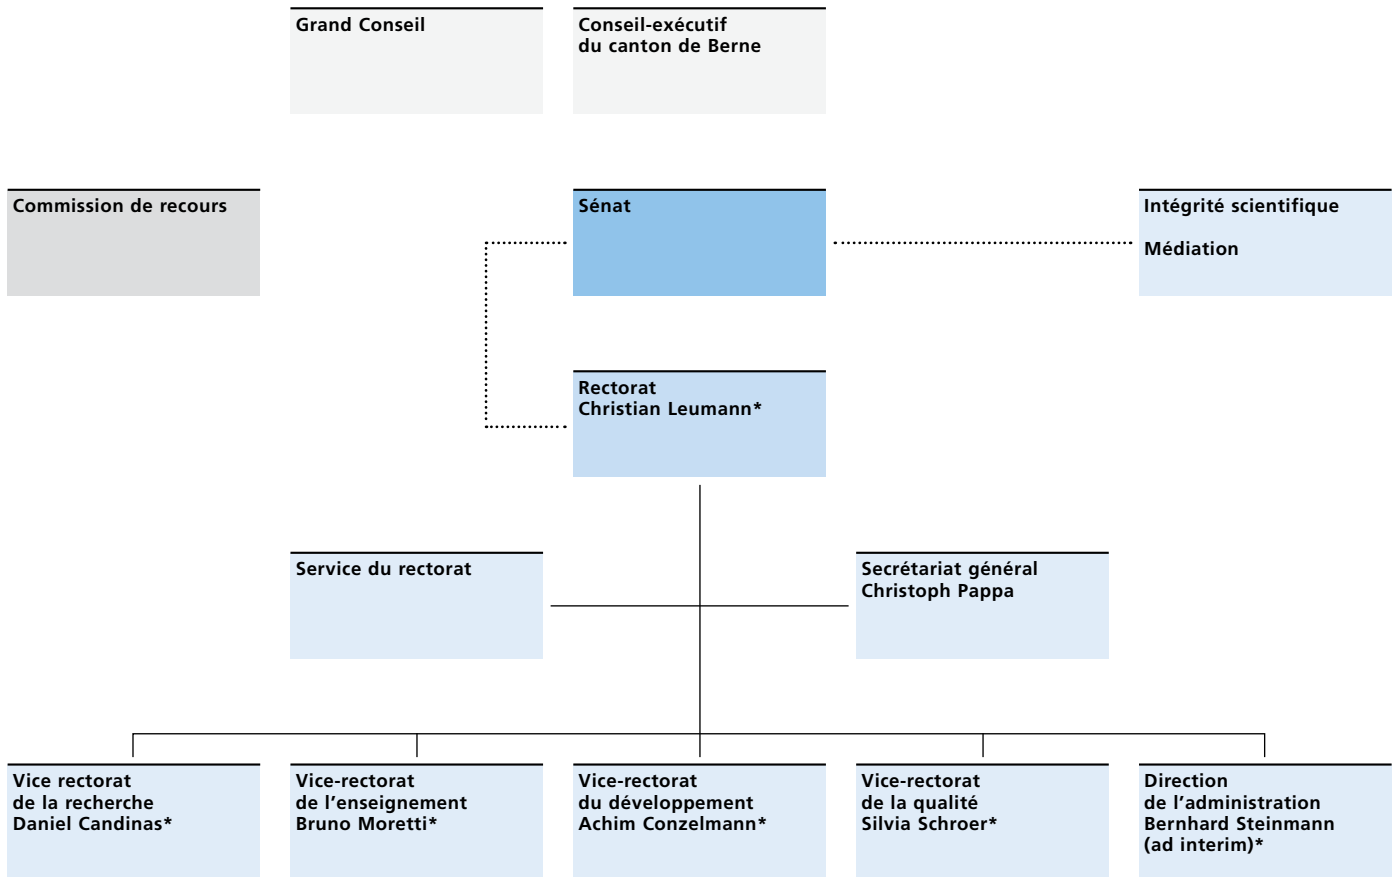 Grand Conseil
Conseil-exécutif
du canton de Berne
Commission de recours
Sénat
Intégrité scientifique
Médiation
Rectorat
Christian Leumann*
Service du rectorat
Secrétariat général
Christoph Pappa
Vice rectorat
de la recherche
Daniel Candinas*
Vice-rectorat
de l’enseignement
Bruno Moretti*
Vice-rectorat
du développement
Achim Conzelmann*
Vice-rectorat
de la qualité
Silvia Schroer*
Direction
de l’administration
Bernhard Steinmann
(ad interim)*